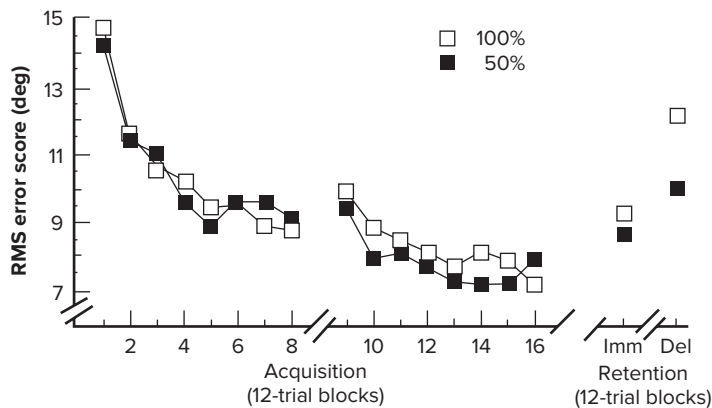 15
13
11
9
7
RMS error score (deg)
100%
50%
2 4 6 8 10 12 14 16 Imm Del
Acquisition
(12-trial blocks)
Retention
(12-trial blocks)